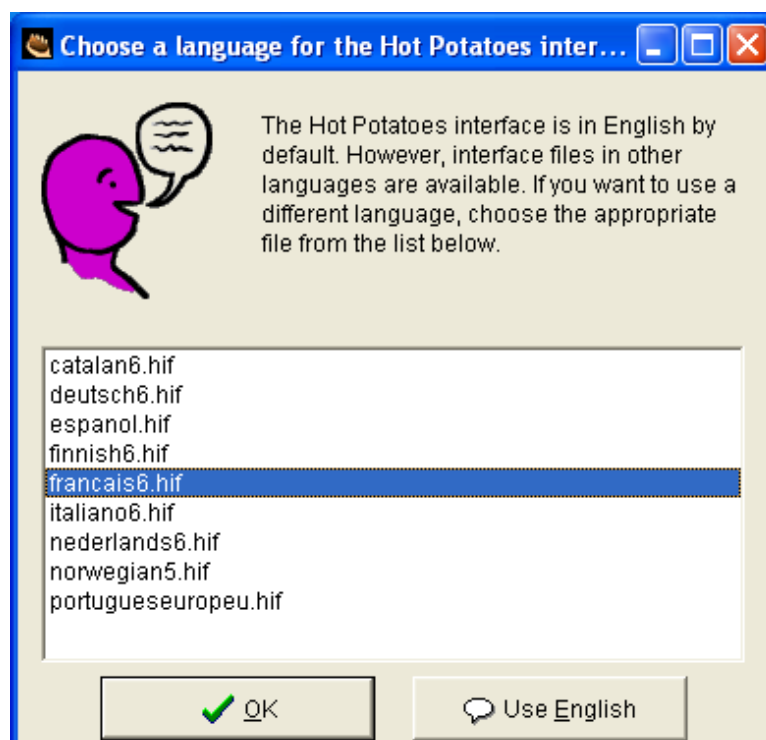 Choose a language for the Hot Potatoes inter...
The Hot Potatoes interface is in English by
default. However, interface files in other
languages are available. If you want to use a
different language, choose the appropriate
file from the list below.
catalan6.hif
deutsch6.hif
espanol.hif
finnish6.hif
francais6.hif
italiano6.hif
nederlands6.hif
norwegian5.hif
portugueseuropeu.hif
OK
Use English